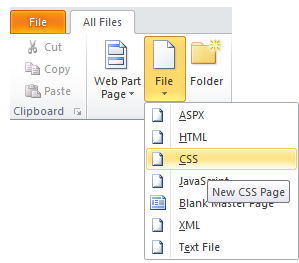 File
All Files
Cut
Copy
Paste
Clipboard
Web Part
Page
File
Folder
ASPX
HTML
CSS
JavaScript
New CSS Page
Blank Master Page
XML
Text File